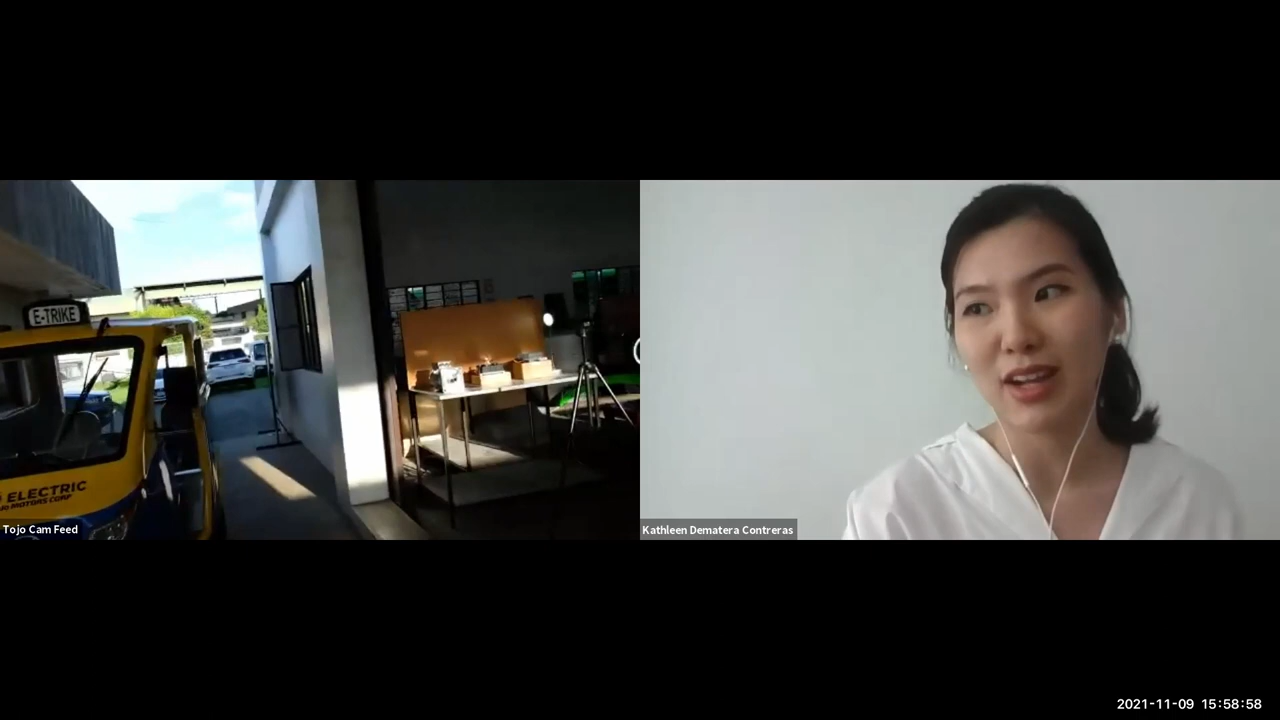 E-TRIKE
ELECTRIC
MOTORS CORP
Tojo Cam Feed
Kathleen Dematera Contreras
2021-11-09 15:58:58